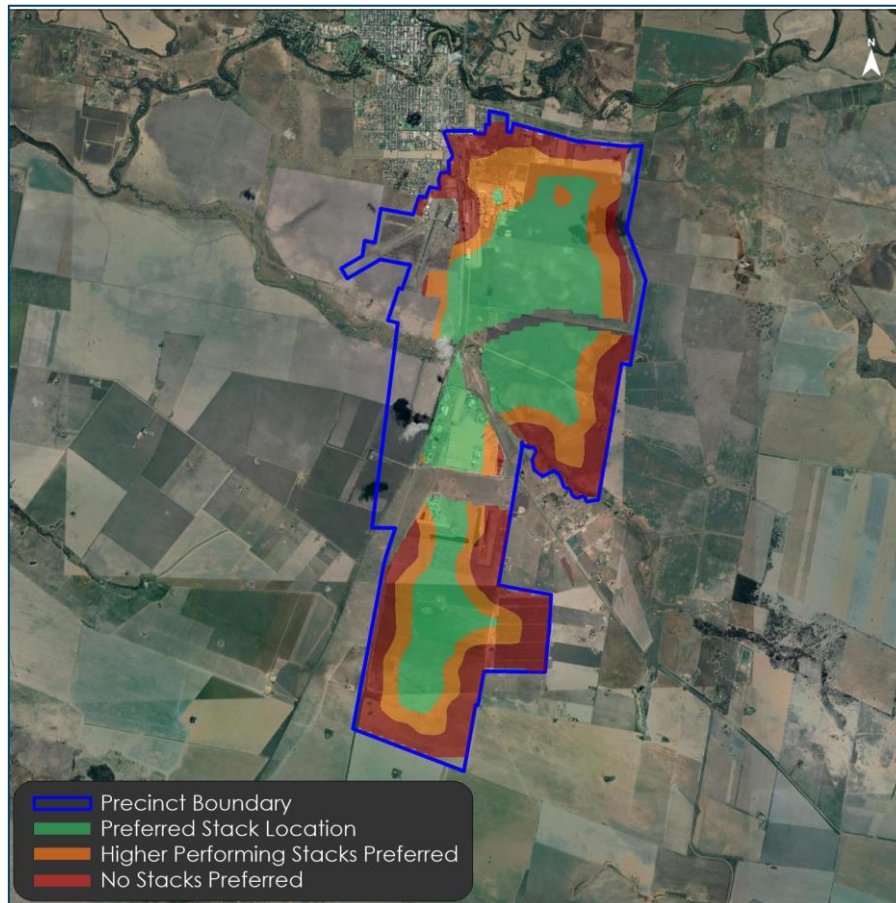 N
Precinct Boundary
Preferred Stack Location
Higher Performing Stacks Preferred
No Stacks Preferred